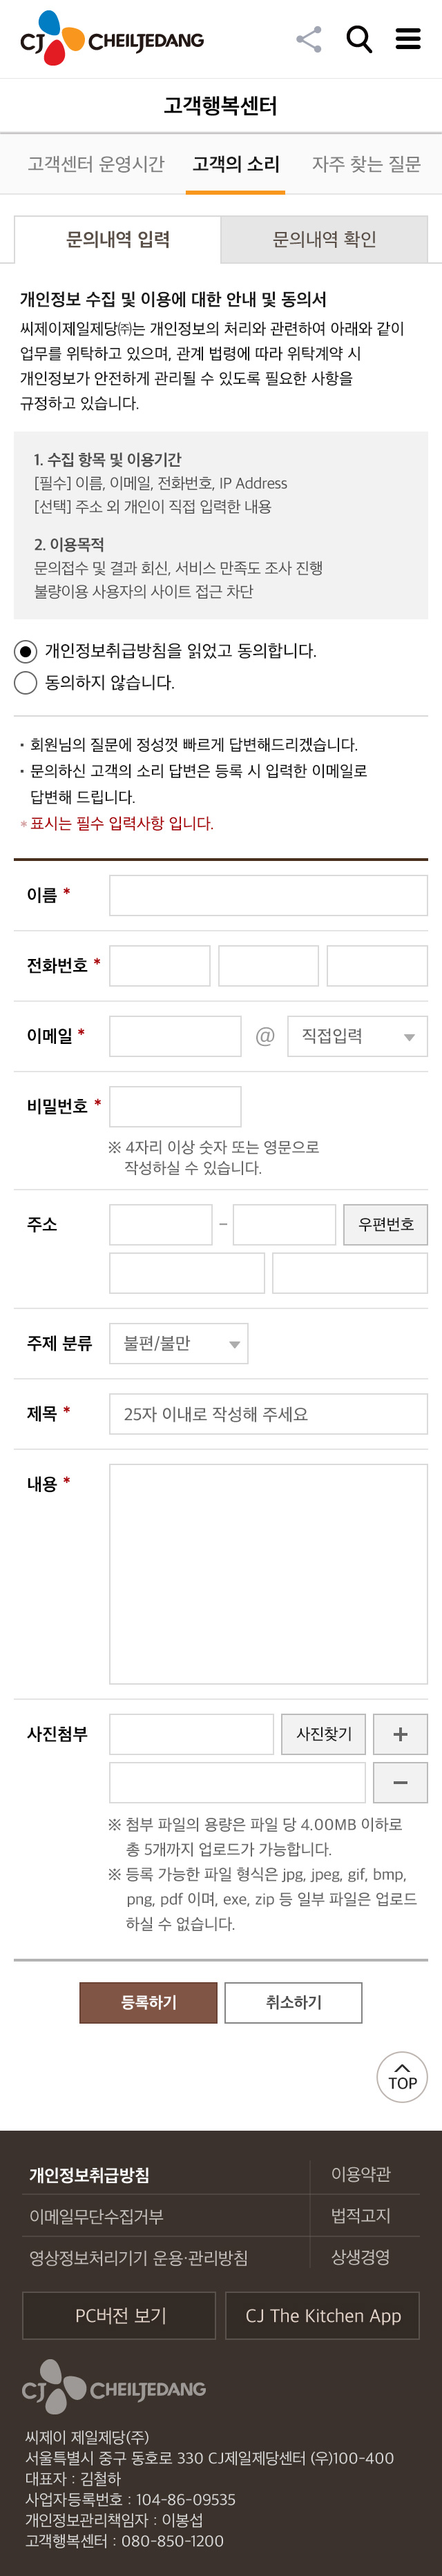 CJ CHEILJEDANG
고객행복센터
고객센터 운영시간 고객의 소리 자주 찾는 질문
문의내역 입력 문의내역 확인
개인정보 수집 및 이용에 대한 안내 및 동의서
씨제이제일제당㈜는 개인정보의 처리와 관련하여 아래와 같이
업무를 위탁하고 있으며, 관계 법령에 따라 위탁계약 시
개인정보가 안전하게 관리될 수 있도록 필요한 사항을
규정하고 있습니다.
1. 수집 항목 및 이용기간
[필수] 이름, 이메일, 전화번호, IP Address
[선택] 주소 외 개인이 직접 입력한 내용
2. 이용목적
문의접수 및 결과 회신, 서비스 만족도 조사 진행
불량이용 사용자의 사이트 접근 차단
개인정보취급방침을 읽었고 동의합니다.
동의하지 않습니다.
· 회원님의 질문에 정성껏 빠르게 답변해드리겠습니다.
· 문의하신 고객의 소리 답변은 등록 시 입력한 이메일로
답변해 드립니다.
* 표시는 필수 입력사항 입니다.
이름 *
전화번호 *
이메일 * @ 직접입력
비밀번호 *
※ 4자리 이상 숫자 또는 영문으로
작성하실 수 있습니다.
주소 - 우편번호
주제 분류 불편/불만
제목 * 25자 이내로 작성해 주세요
내용 *
사진첨부 사진찾기 +
-
※ 첨부 파일의 용량은 파일 당 4.00MB 이하로
총 5개까지 업로드가 가능합니다.
※ 등록 가능한 파일 형식은 jpg, jpeg, gif, bmp,
png, pdf 이며, exe, zip 등 일부 파일은 업로드
하실 수 없습니다.
등록하기 취소하기
TOP
개인정보취급방침 이용약관
이메일무단수집거부 법적고지
영상정보처리기기 운용·관리방침 상생경영
PC버전 보기 CJ The Kitchen App
CJ CHEILJEDANG
씨제이 제일제당(주)
서울특별시 중구 동호로 330 CJ제일제당센터 (우)100-400
대표자 : 김철하
사업자등록번호 : 104-86-09535
개인정보관리책임자 : 이봉섭
고객행복센터 : 080-850-1200